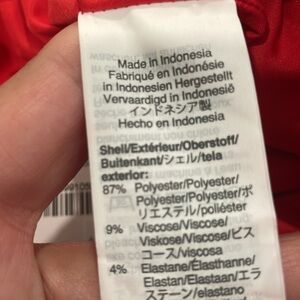 Made in Indonesia
Fabriqué en Indonésie
in Indonesien Hergestellt
Vervaardigd in Indonesië
インドネシア製
Hecho en Indonesia
Shell/Extérieur/Oberstoff/
Buitenkant/シェル/tela
exterior:
87% Polyester/Polyester/
Polyester/Polyester/ポ
リエステル/poliéster
9% Viscose/Viscose/
Viskose/Viscose/ビス
コース/viscosa
4% Elastane/Élasthanne/
Elastan/Elastaan/エラ
ステーン/elastano